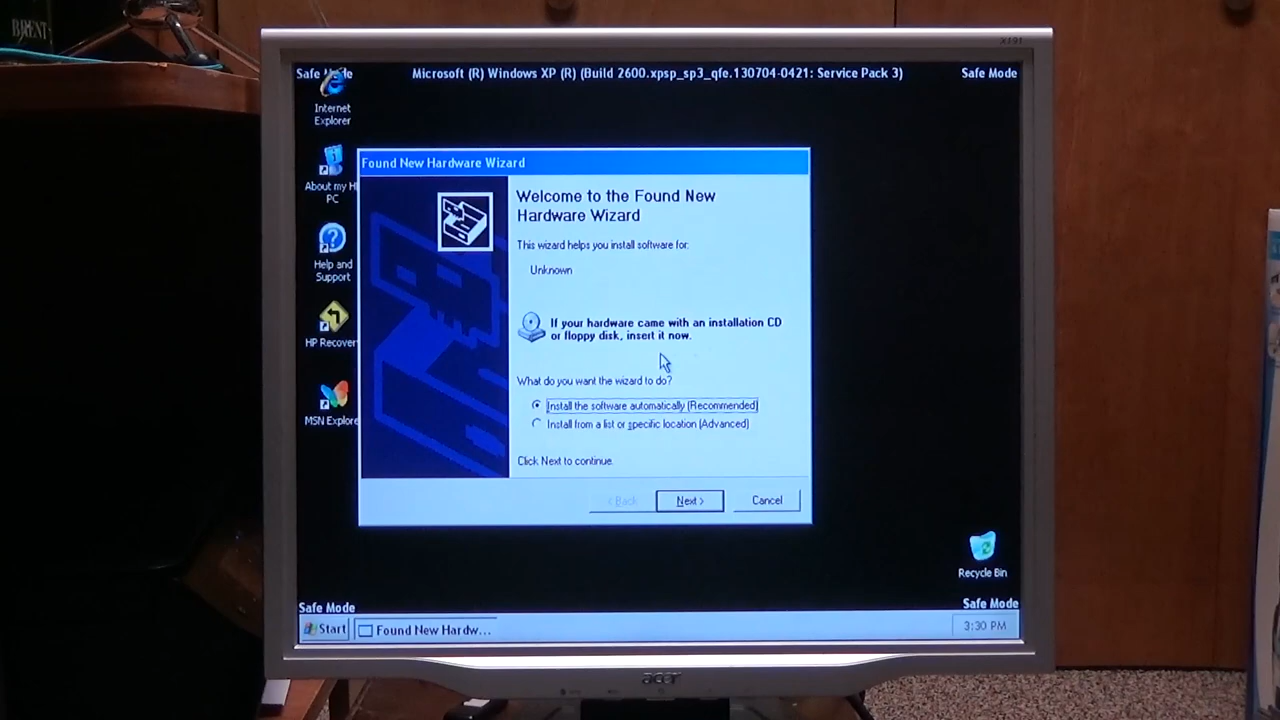 BRENT
X191
Safe Mode
Microsoft (R) Windows XP (R) (Build 2600.xpsp_sp3_qfe.130704-0421: Service Pack 3)
Safe Mode
Internet
Explorer
About my H
PC
Help and
Support
HP Recover
MSN Explore
Found New Hardware Wizard
Welcome to the Found New
Hardware Wizard
This wizard helps you install software for:
Unknown
If your hardware came with an installation CD
or floppy disk, insert it now.
What do you want the wizard to do?
Install the software automatically (Recommended)
Install from a list or specific location (Advanced)
Click Next to continue.
< Back
Next >
Cancel
Recycle Bin
Safe Mode
Safe Mode
Start
Found New Hardw...
3:30 PM
acer